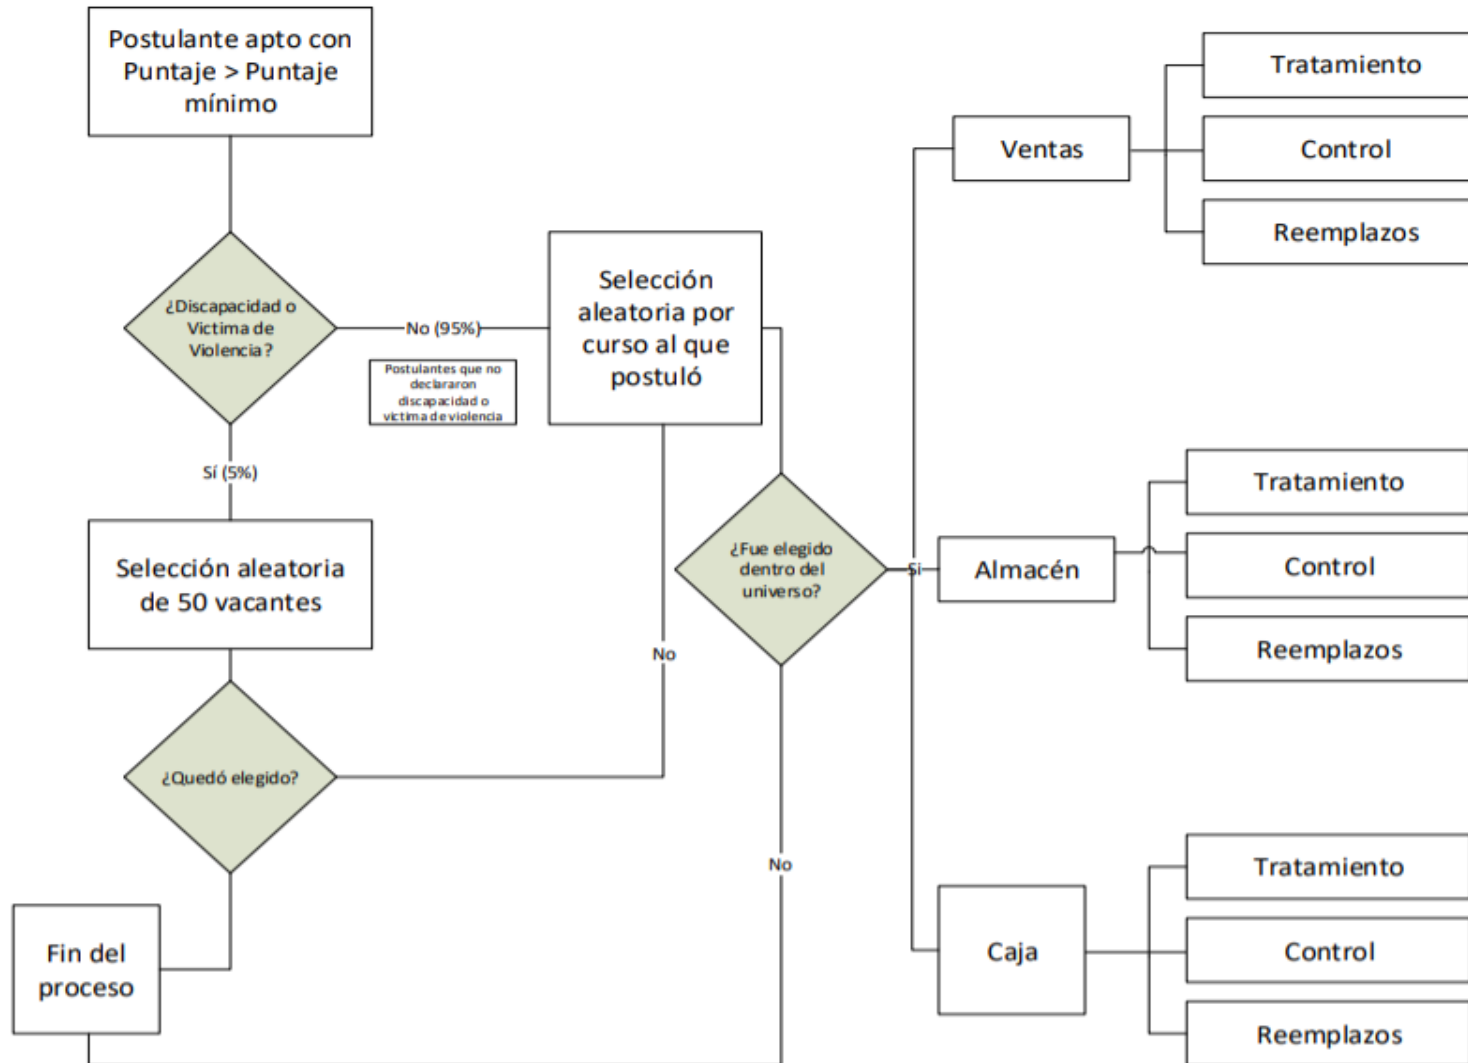 Postulante apto con
Puntaje > Puntaje
mínimo
¿Discapacidad o
Victima de
Violencia?
No (95%)
Postulantes que no
declararon
discapacidad o
victima de violencia
Sí (5%)
Selección aleatoria
de 50 vacantes
¿Quedó elegido?
Fin del
proceso
Selección
aleatoria por
curso al que
postuló
No
¿Fue elegido
dentro del
universo?
No
Si
Ventas
Tratamiento
Control
Reemplazos
Almacén
Tratamiento
Control
Reemplazos
Caja
Tratamiento
Control
Reemplazos